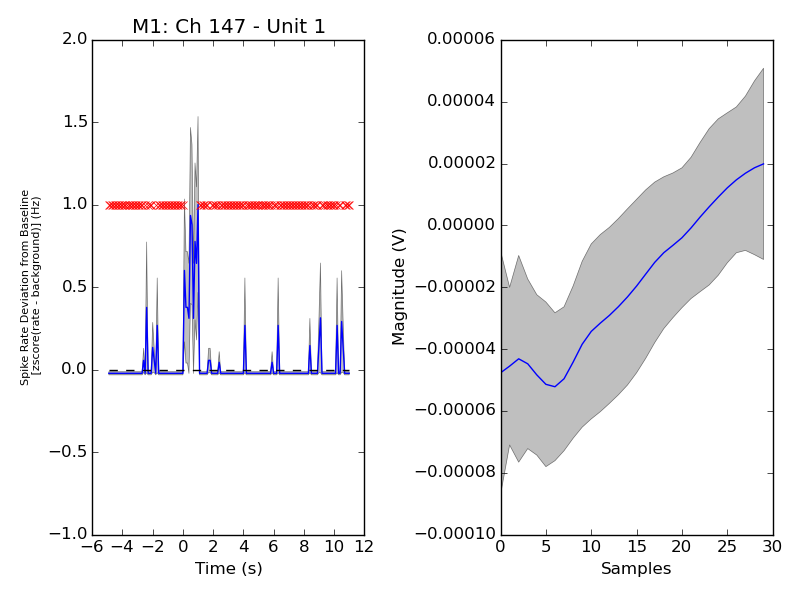 M1: Ch 147 - Unit 1
2.0
1.5
1.0
0.5
0.0
−0.5
−1.0
Spike Rate Deviation from Baseline
[zscore(rate - background)] (Hz)
−6 −4 −2 0 2 4 6 8 10 12
Time (s)
0.00006
0.00004
0.00002
0.00000
−0.00002
−0.00004
−0.00006
−0.00008
−0.00010
Magnitude (V)
0 5 10 15 20 25 30
Samples